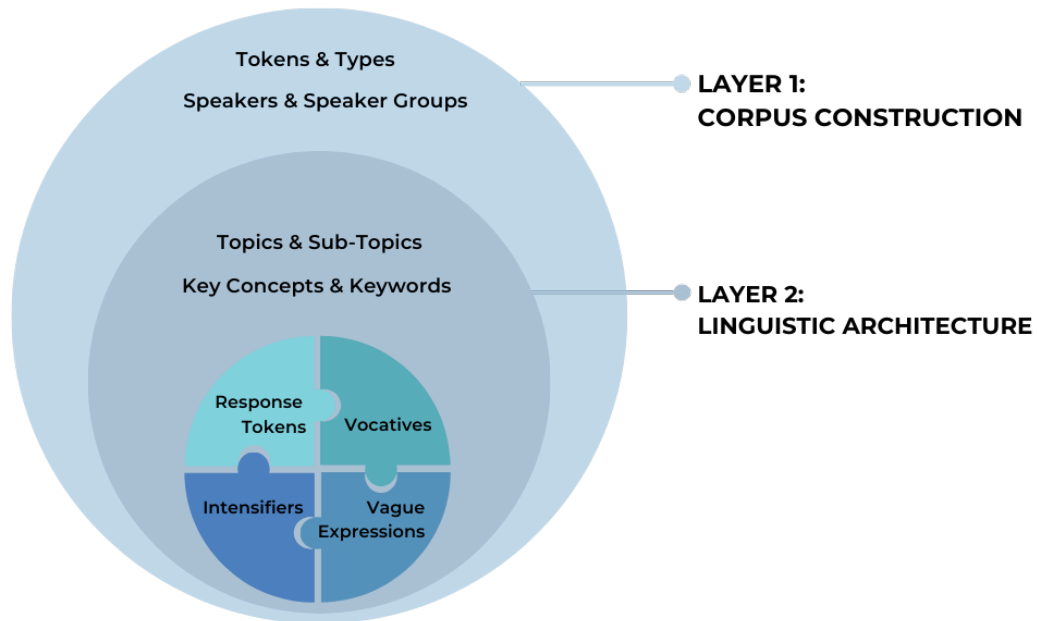 Tokens & Types
Speakers & Speaker Groups
LAYER 1:
CORPUS CONSTRUCTION
Topics & Sub-Topics
Key Concepts & Keywords
LAYER 2:
LINGUISTIC ARCHITECTURE
Response
Tokens
Vocatives
Intensifiers
Vague
Expressions